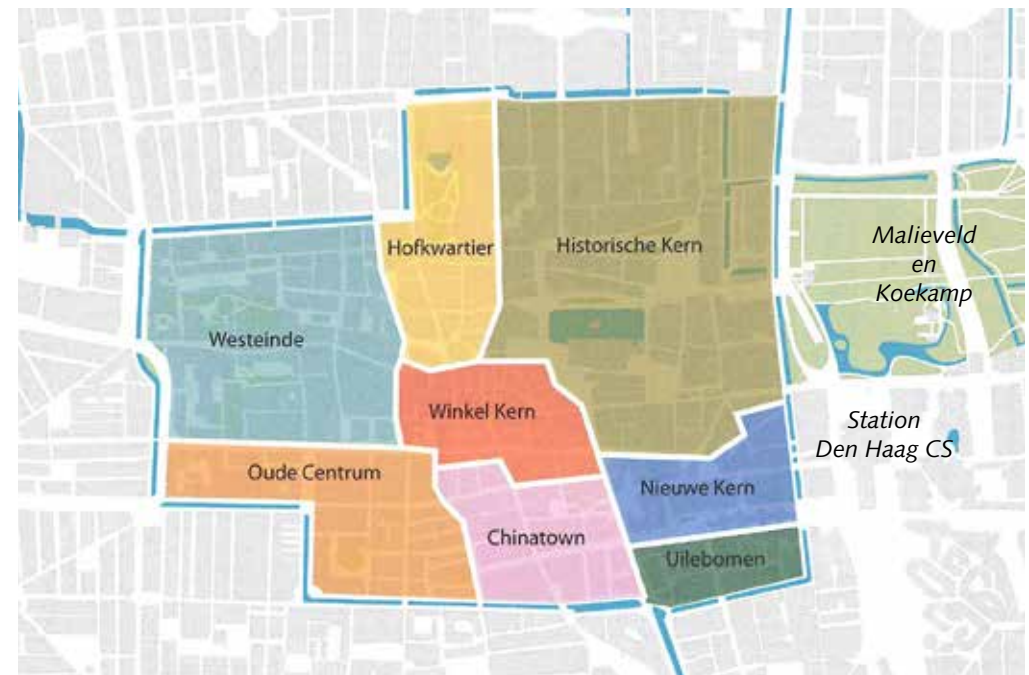 Hofkwartier
Historische Kern
Malieveld
en
Koekamp
Westeinde
Winkel Kern
Station
Den Haag CS
Oude Centrum
Nieuwe Kern
Chinatown
Uilebomen